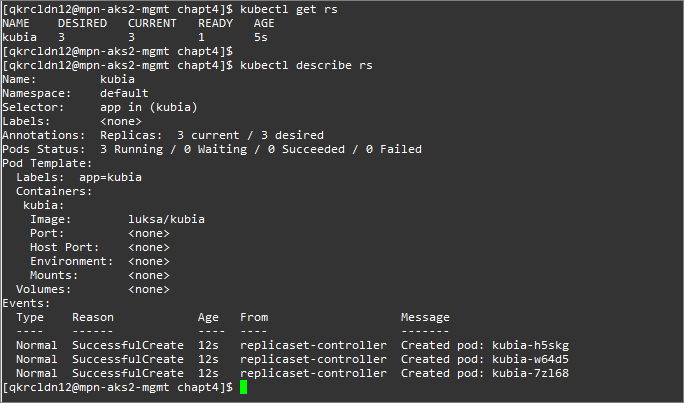 [qkrcldn12@mpn-aks2-mgmt chapt4]$ kubectl get rs
NAME    DESIRED   CURRENT   READY   AGE
kubia   3         3         1       5s
[qkrcldn12@mpn-aks2-mgmt chapt4]$
[qkrcldn12@mpn-aks2-mgmt chapt4]$ kubectl describe rs
Name:         kubia
Namespace:    default
Selector:     app in (kubia)
Labels:       <none>
Annotations:  Replicas:  3 current / 3 desired
Pods Status:  3 Running / 0 Waiting / 0 Succeeded / 0 Failed
Pod Template:
  Labels:  app=kubia
  Containers:
   kubia:
    Image:        luksa/kubia
    Port:         <none>
    Host Port:    <none>
    Environment:  <none>
    Mounts:       <none>
  Volumes:        <none>
Events:
  Type    Reason            Age   From                   Message
  ----    ------            ----  ----                   -------
  Normal  SuccessfulCreate  12s   replicaset-controller  Created pod: kubia-h5skg
  Normal  SuccessfulCreate  12s   replicaset-controller  Created pod: kubia-w64d5
  Normal  SuccessfulCreate  12s   replicaset-controller  Created pod: kubia-7zl68
[qkrcldn12@mpn-aks2-mgmt chapt4]$